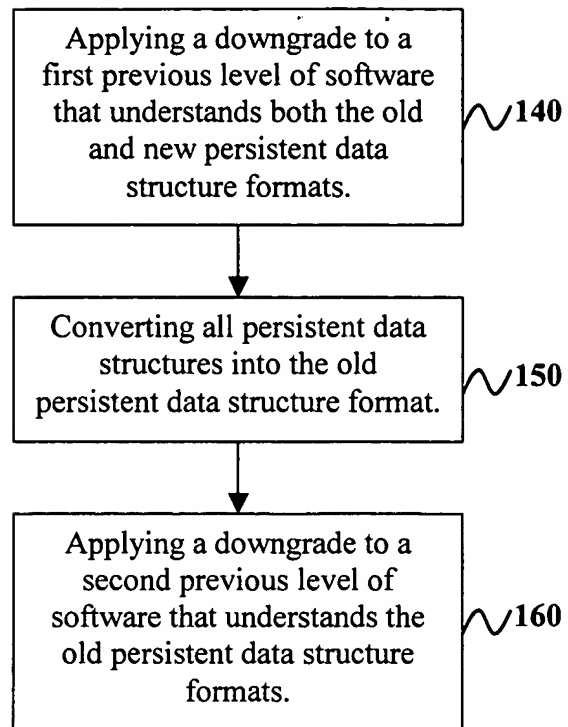 Applying a downgrade to a
first previous level of software
that understands both the old
and new persistent data
structure formats.
140
Converting all persistent data
structures into the old
persistent data structure format.
150
Applying a downgrade to a
second previous level of
software that understands the
old persistent data structure
formats.
160